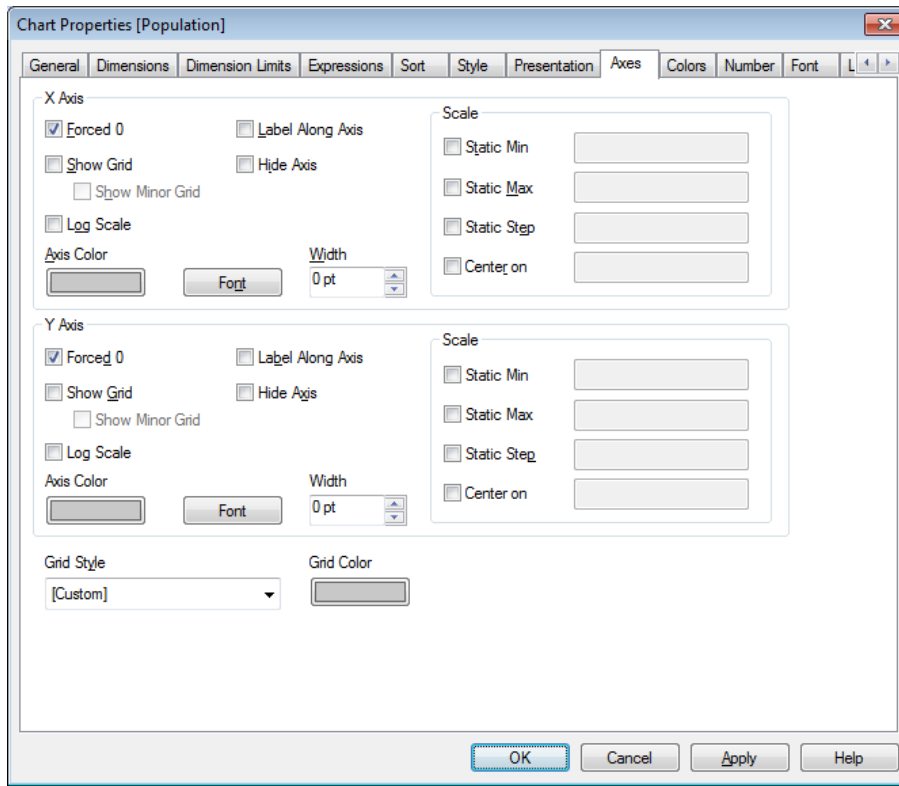 Chart Properties [Population]
General Dimensions Dimension Limits Expressions Sort Style Presentation Axes Colors Number Font L
X Axis
Forced 0 Label Along Axis
Show Grid Hide Axis
Show Minor Grid
Log Scale
Axis Color Width
Font 0 pt
Scale
Static Min
Static Max
Static Step
Center on
Y Axis
Forced 0 Label Along Axis
Show Grid Hide Axis
Show Minor Grid
Log Scale
Axis Color Width
Font 0 pt
Scale
Static Min
Static Max
Static Step
Center on
Grid Style Grid Color
[Custom]
OK Cancel Apply Help